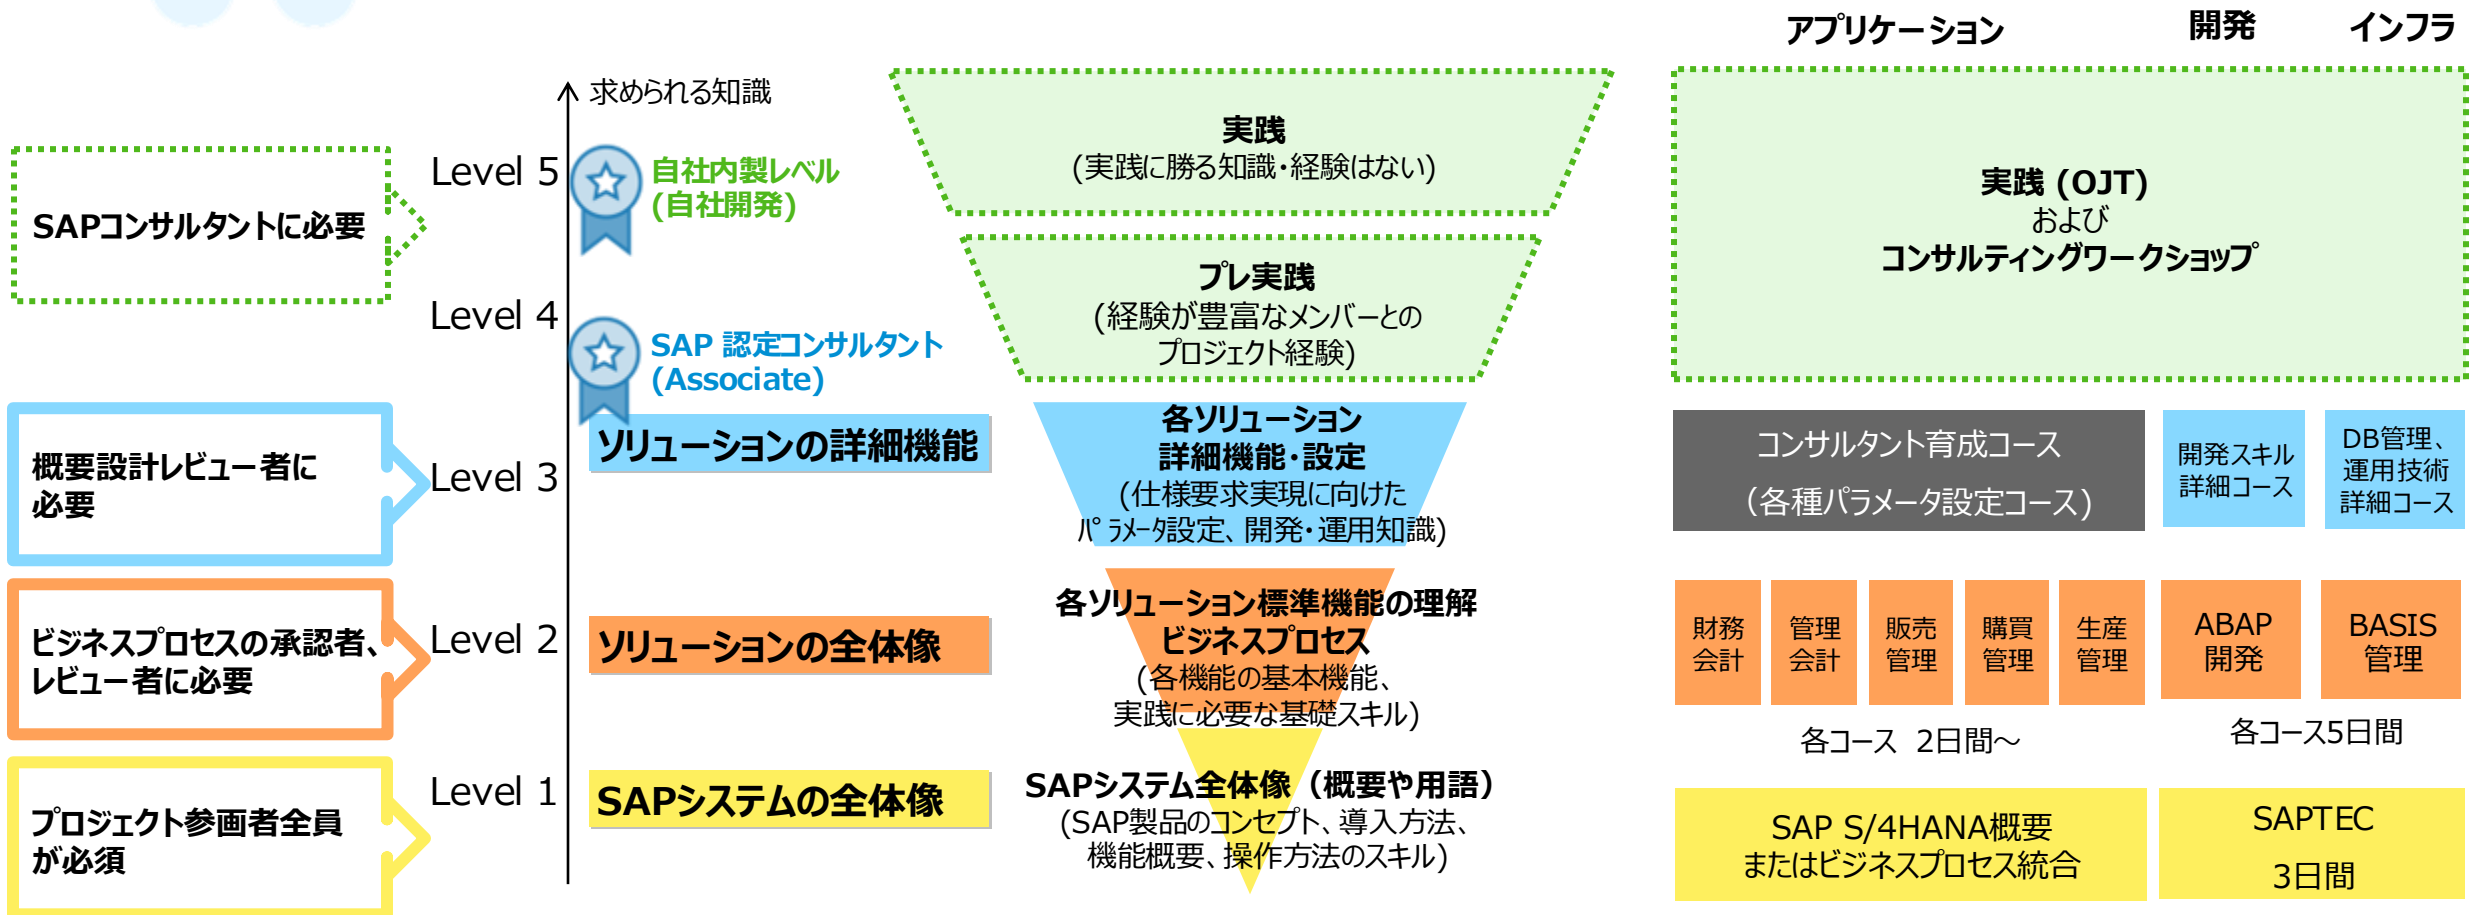 アプリケーション
開発
インフラ
求められる知識
SAPコンサルタントに必要
Level 5
自社内製レベル
(自社開発)
実践
(実践に勝る知識・経験はない)
実践 (OJT)
および
コンサルティングワークショップ
Level 4
SAP 認定コンサルタント
(Associate)
プレ実践
(経験が豊富なメンバーとの
プロジェクト経験)
概要設計レビュー者に
必要
Level 3
ソリューションの詳細機能
各ソリューション
詳細機能・設定
(仕様要求実現に向けた
パラメータ設定、開発・運用知識)
コンサルタント育成コース
（各種パラメータ設定コース)
開発スキル
詳細コース
DB管理、
運用技術
詳細コース
ビジネスプロセスの承認者、
レビュー者に必要
Level 2
ソリューションの全体像
各ソリューション標準機能の理解
ビジネスプロセス
(各機能の基本機能、
実践に必要な基礎スキル)
財務
会計
管理
会計
販売
管理
購買
管理
生産
管理
ABAP
開発
BASIS
管理
各コース 2日間～
各コース5日間
プロジェクト参画者全員
が必須
Level 1
SAPシステムの全体像
SAPシステム全体像（概要や用語）
(SAP製品のコンセプト、導入方法、
機能概要、操作方法のスキル)
SAP S/4HANA概要
またはビジネスプロセス統合
SAPTEC
3日間